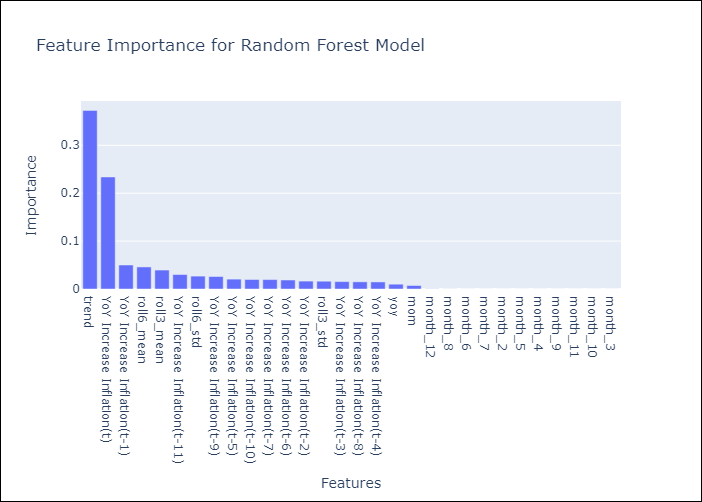 Feature Importance for Random Forest Model
Importance
0.3
0.2
0.1
0
trend
YoY Increase Inflation(t)
YoY Increase Inflation(t-1)
roll6_mean
roll3_mean
YoY Increase Inflation(t-11)
roll6_std
YoY Increase Inflation(t-9)
YoY Increase Inflation(t-5)
YoY Increase Inflation(t-10)
YoY Increase Inflation(t-7)
YoY Increase Inflation(t-6)
YoY Increase Inflation(t-2)
roll3_std
YoY Increase Inflation(t-3)
YoY Increase Inflation(t-8)
YoY Increase Inflation(t-4)
yoy
mom
month_12
month_8
month_6
month_7
month_2
month_5
month_4
month_9
month_11
month_10
month_3
Features